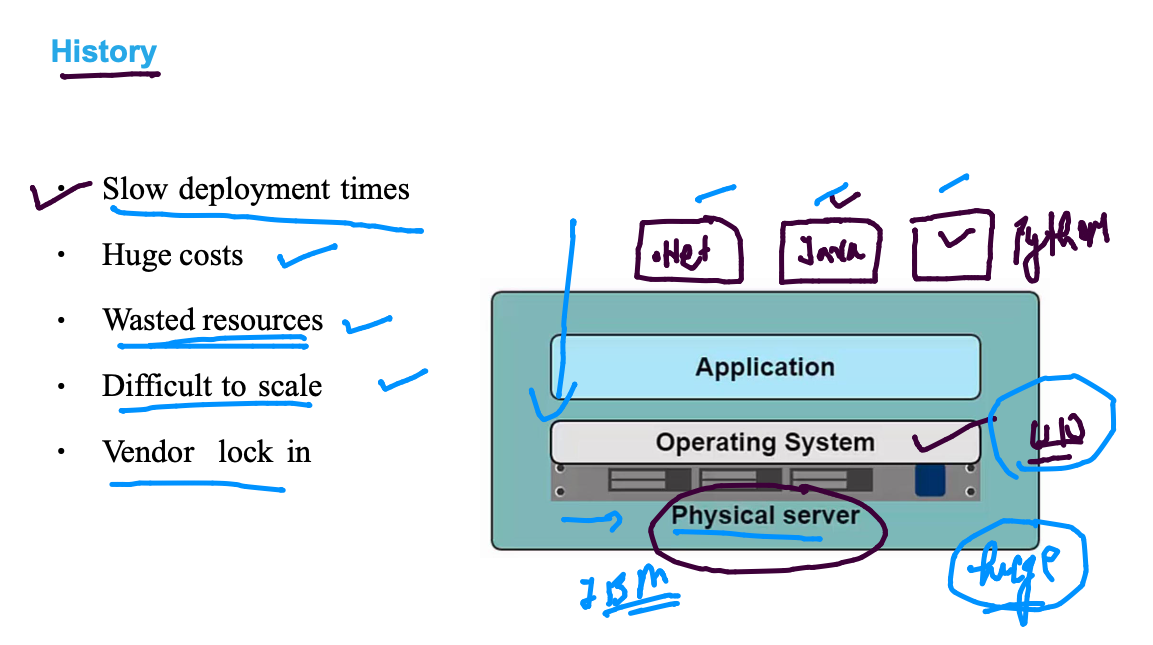 History
Slow deployment times
Huge costs
Wasted resources
Difficult to scale
Vendor lock in
.Net
Java
Python
Application
Operating System
Physical server
IBM
huge